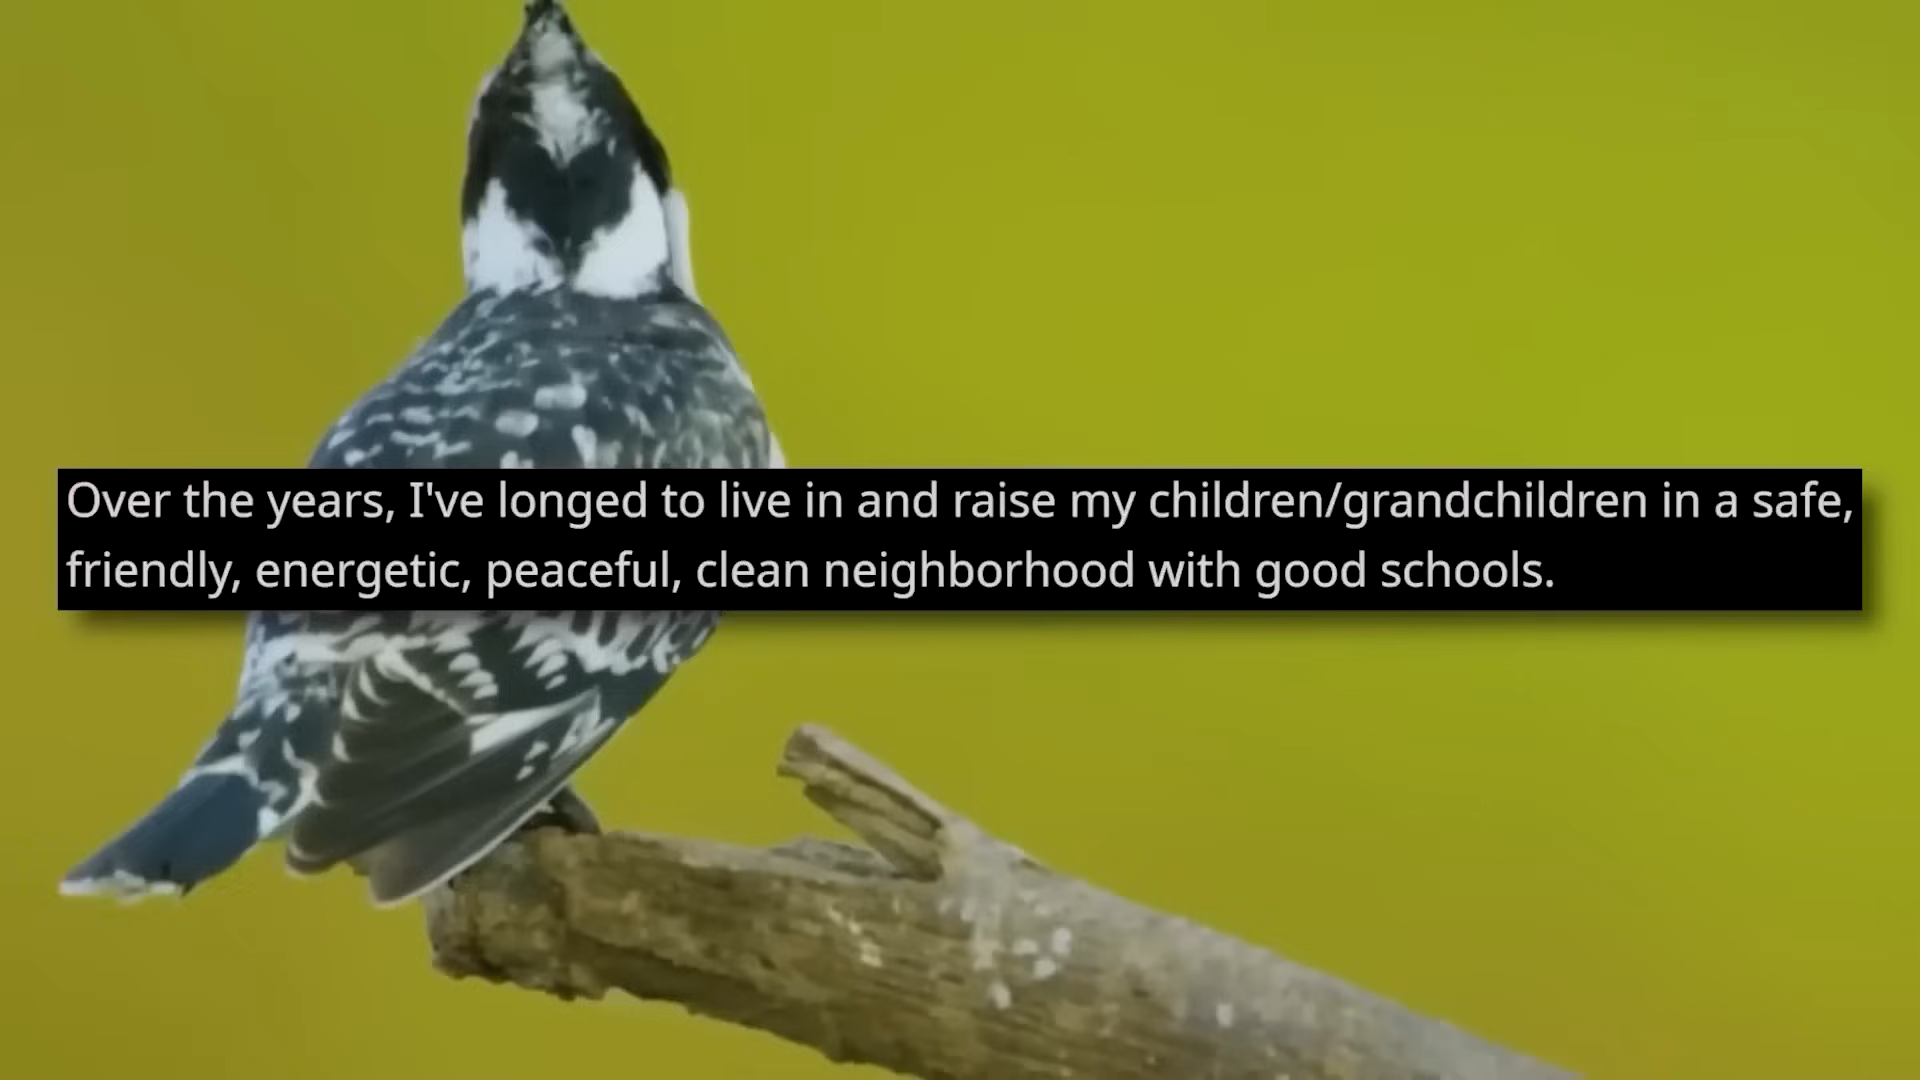 Over the years, I've longed to live in and raise my children/grandchildren in a safe,
friendly, energetic, peaceful, clean neighborhood with good schools.